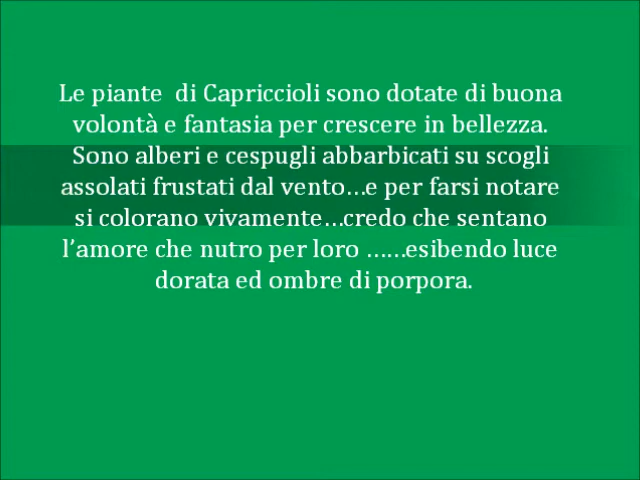 Le piante  di Capriccioli sono dotate di buona
volontà e fantasia per crescere in bellezza.
Sono alberi e cespugli abbarbicati su scogli
assolati frustati dal vento…e per farsi notare
si colorano vivamente…credo che sentano
l’amore che nutro per loro ……esibendo luce
dorata ed ombre di porpora.